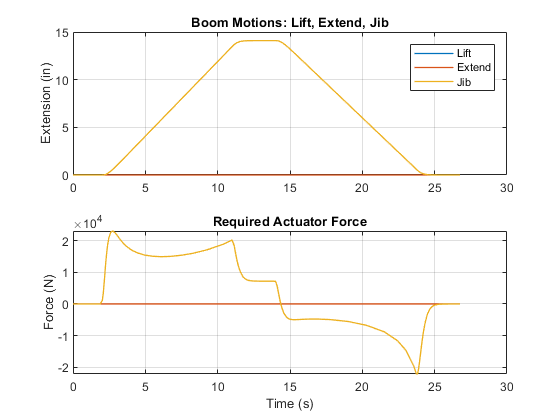 Boom Motions: Lift, Extend, Jib
15
10
5
0
Extension (in)
Lift
Extend
Jib
0 5 10 15 20 25 30
Required Actuator Force
×10⁴
2
1
0
-1
-2
Force (N)
0 5 10 15 20 25 30
Time (s)